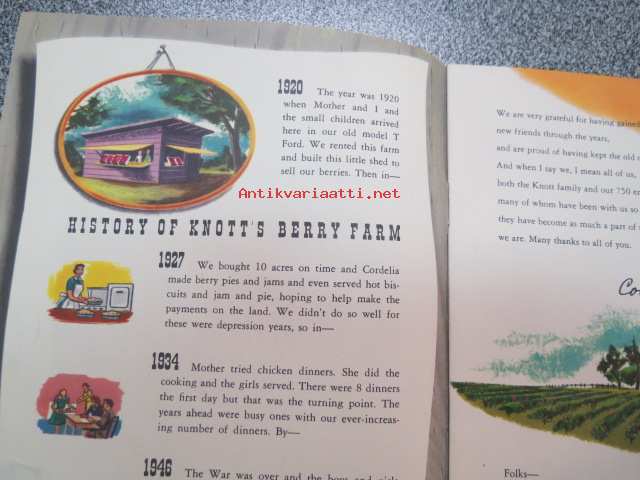 1920 The year was 1920
when Mother and I and
the small children arrived
here in our old model T
Ford. We rented this farm
and built this little shed to
sell our berries. Then in—
Antikvariaatti.net
HISTORY OF KNOTT'S BERRY FARM
1927 We bought 10 acres on time and Cordelia
made berry pies and jams and even served hot bis-
cuits and jam and pie, hoping to help make the
payments on the land. We didn't do so well for
these were depression years, so in—
1934 Mother tried chicken dinners. She did the
cooking and the girls served. There were 8 dinners
the first day but that was the turning point. The
years ahead were busy ones with our ever-increas-
ing number of dinners. By—
1946 The War was over and the boys and
We are very grateful for having gained
new friends through the years,
and are proud of having kept the old
And when I say we, I mean all of us,
both the Knott family and our 750
many of whom have been with us so
they have become as much a part of
we are. Many thanks to all of you.
Co
Folks—